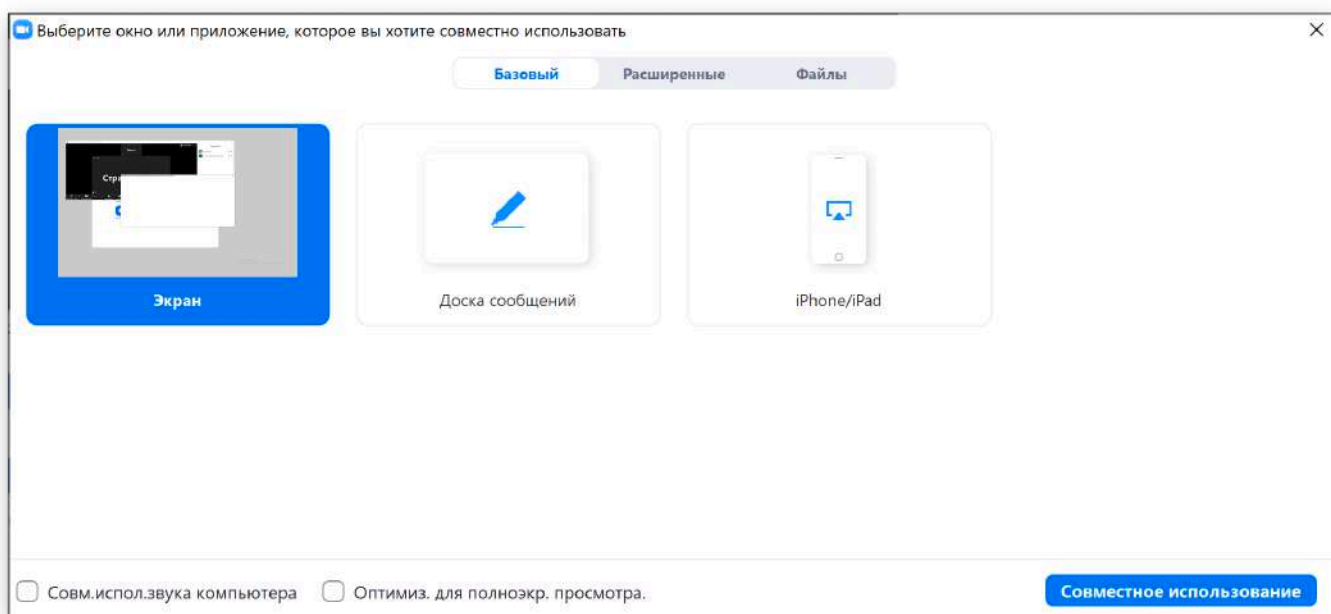 Выберите окно или приложение, которое вы хотите совместно использовать
Базовый Расширенные Файлы
Экран Доска сообщений iPhone/iPad
Совм.испол.звука компьютера Оптимиз. для полноэкр. просмотра. Совместное использование